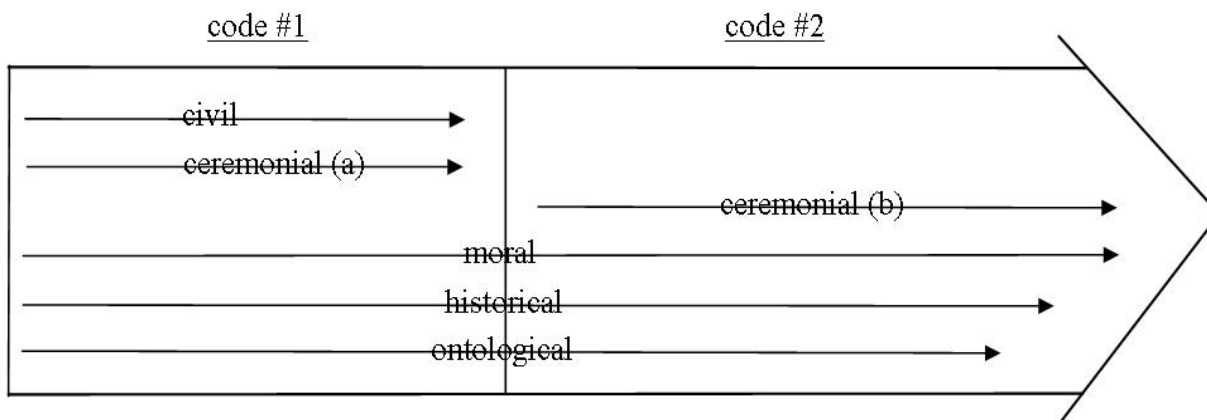 code #1 code #2
civil
ceremonial (a)
ceremonial (b)
moral
historical
ontological